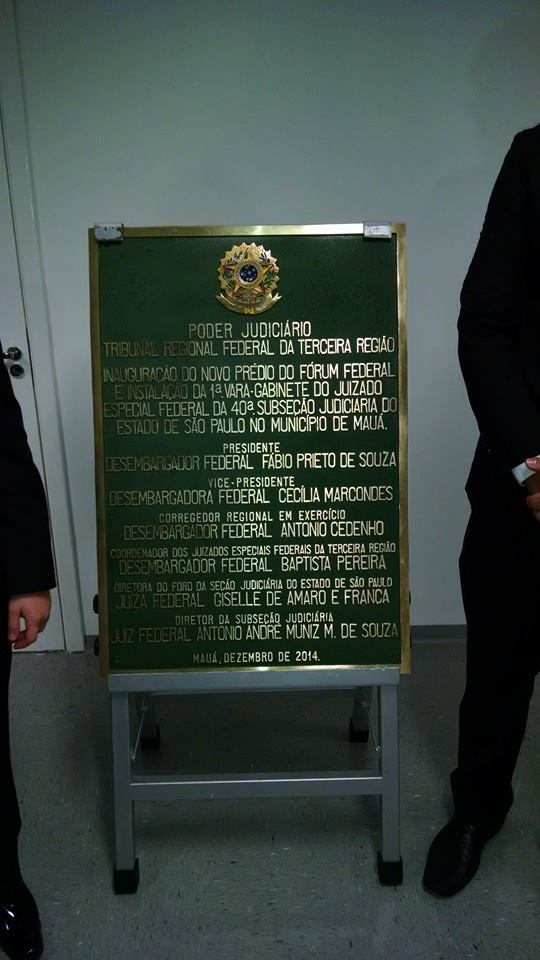 PODER JUDICIÁRIO
TRIBUNAL REGIONAL FEDERAL DA TERCEIRA REGIÃO
INAUGURAÇÃO DO NOVO PRÉDIO DO FÓRUM FEDERAL
E INSTALAÇÃO DA 1ª VARA-GABINETE DO JUIZADO
ESPECIAL FEDERAL DA 40ª SUBSEÇÃO JUDICIÁRIA DO
ESTADO DE SÃO PAULO NO MUNICÍPIO DE MAUÁ.
PRESIDENTE
DESEMBARGADOR FEDERAL FÁBIO PRIETO DE SOUZA
VICE-PRESIDENTE
DESEMBARGADORA FEDERAL CECÍLIA MARCONDES
CORREGEDOR REGIONAL EM EXERCÍCIO
DESEMBARGADOR FEDERAL ANTONIO CEDENHO
COORDENADOR DOS JUIZADOS ESPECIAIS FEDERAIS DA TERCEIRA REGIÃO
DESEMBARGADOR FEDERAL BAPTISTA PEREIRA
DIRETORA DO FORO DA SEÇÃO JUDICIÁRIA DO ESTADO DE SÃO PAULO
JUÍZA FEDERAL GISELLE DE AMARO E FRANÇA
DIRETOR DA SUBSEÇÃO JUDICIÁRIA
JUIZ FEDERAL ANTONIO ANDRÉ MUNIZ M. DE SOUZA
MAUÁ, DEZEMBRO DE 2014.